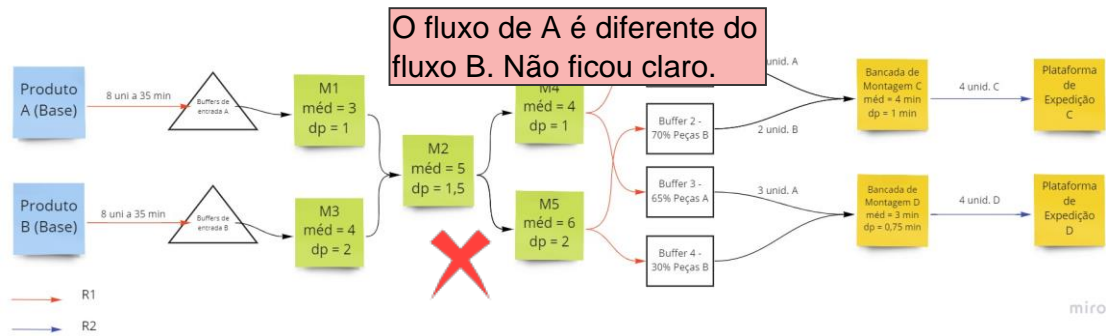 O fluxo de A é diferente do
fluxo B. Não ficou claro.
Produto
A (Base)
8 uni a 35 min
Buffers de
entrada A
M1
méd = 3
dp = 1
M2
méd = 5
dp = 1,5
M4
méd = 4
dp = 1
unid. A
Buffer 2 -
70% Peças B
2 unid. B
Bancada de
Montagem C
méd = 4 min
dp = 1 min
4 unid. C
Plataforma
de
Expedição
C
Produto
B (Base)
8 uni a 35 min
Buffers de
entrada B
M3
méd = 4
dp = 2
M5
méd = 6
dp = 2
Buffer 3 -
65% Peças A
3 unid. A
Buffer 4 -
30% Peças B
Bancada de
Montagem D
méd = 3 min
dp = 0,75 min
4 unid. D
Plataforma
de
Expedição
D
R1
R2
miro